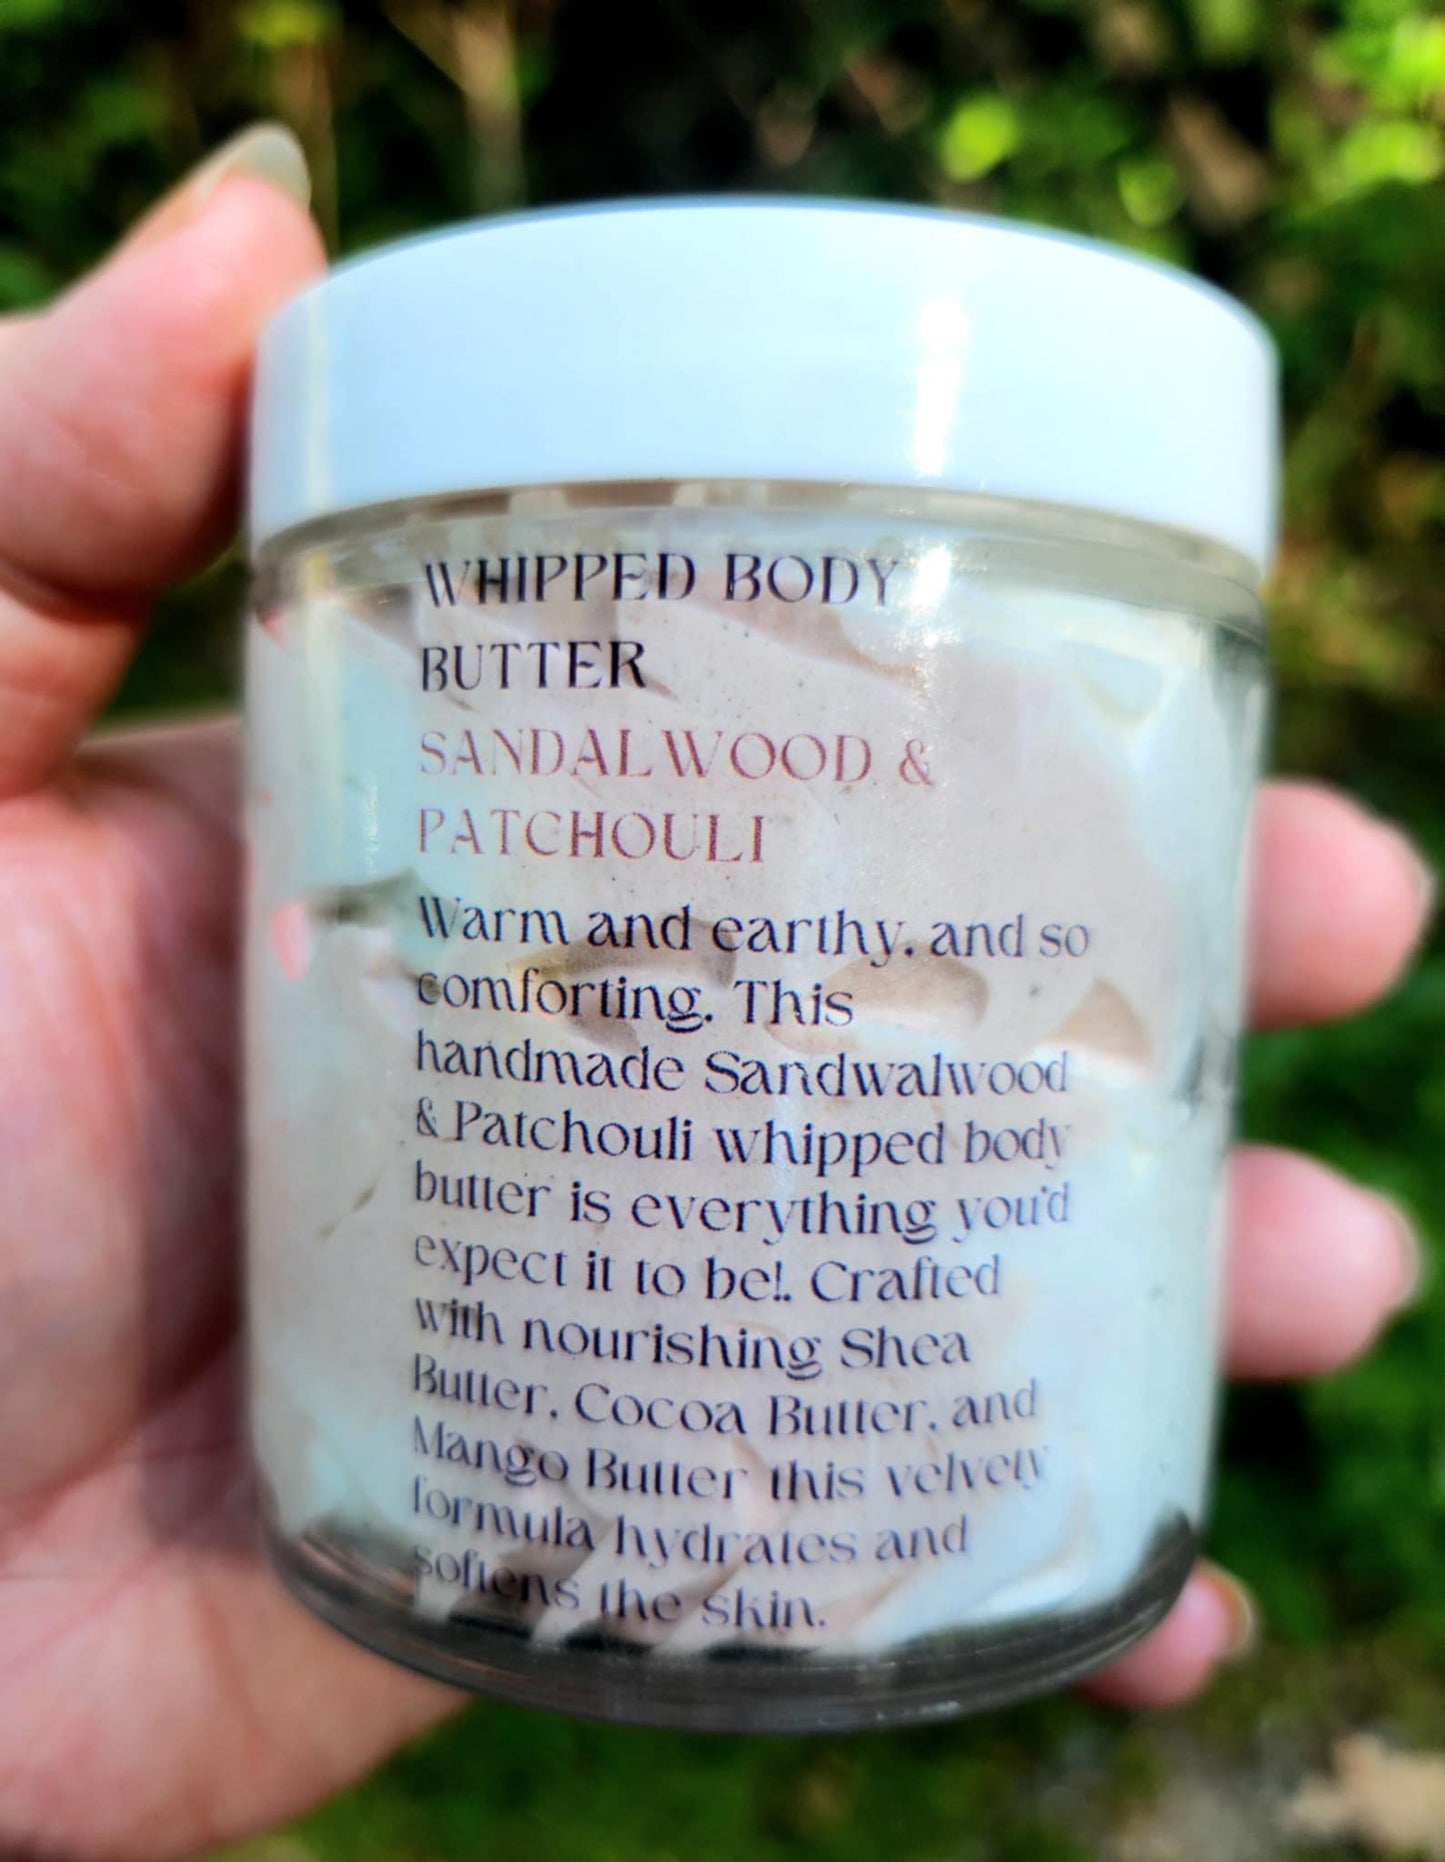 WHIPPED BODY
BUTTER
SANDALWOOD &
PATCHOULI
Warm and earthy, and so
comforting. This
handmade Sandwalwood
& Patchouli whipped body
butter is everything you'd
expect it to be!. Crafted
with nourishing Shea
Butter, Cocoa Butter, and
Mango Butter this velvety
formula hydrates and
softens the skin.